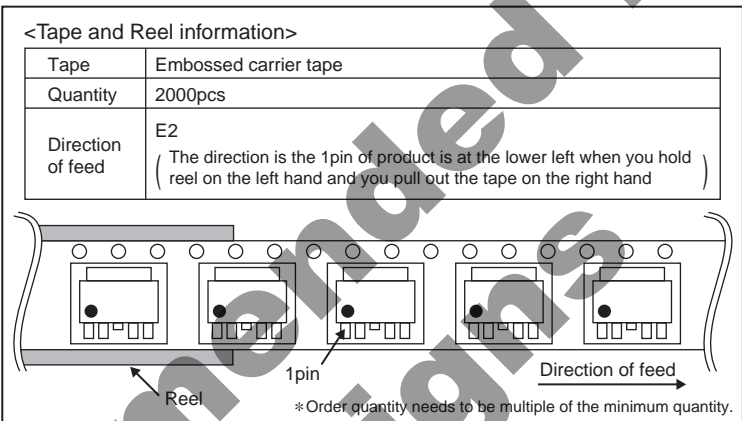 <Tape and Reel information>
Tape Embossed carrier tape
Quantity 2000pcs
Direction of feed
E2
( The direction is the 1pin of product is at the lower left when you hold
reel on the left hand and you pull out the tape on the right hand )
1pin
Direction of feed
Reel
∗Order quantity needs to be multiple of the minimum quantity.
mended
igns